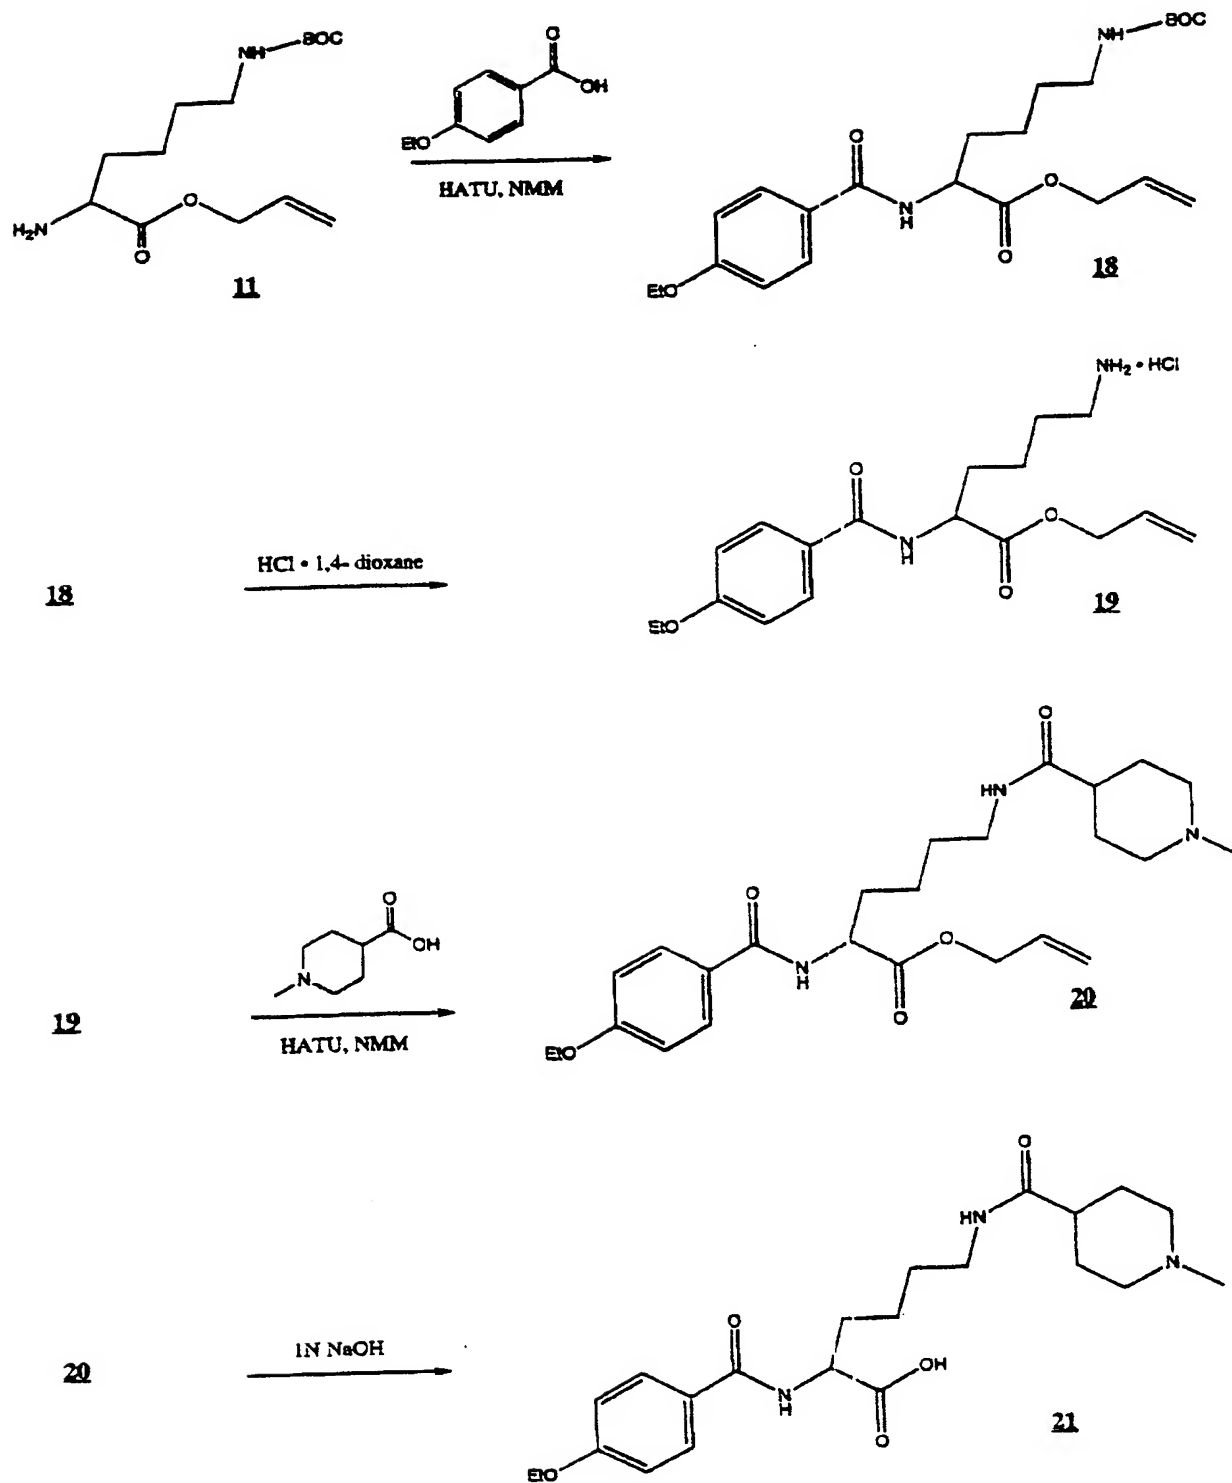 NH BOC
O
OH
EtO
HATU, NMM
H₂N
O
O
11
NH BOC
O
N
H
O
O
EtO
18
18
HCl • 1,4- dioxane
NH₂ • HCl
O
N
H
O
O
EtO
19
19
O
OH
N
HATU, NMM
O
HN
N
O
N
H
O
O
EtO
20
20
1N NaOH
O
HN
N
O
N
H
OH
O
EtO
21